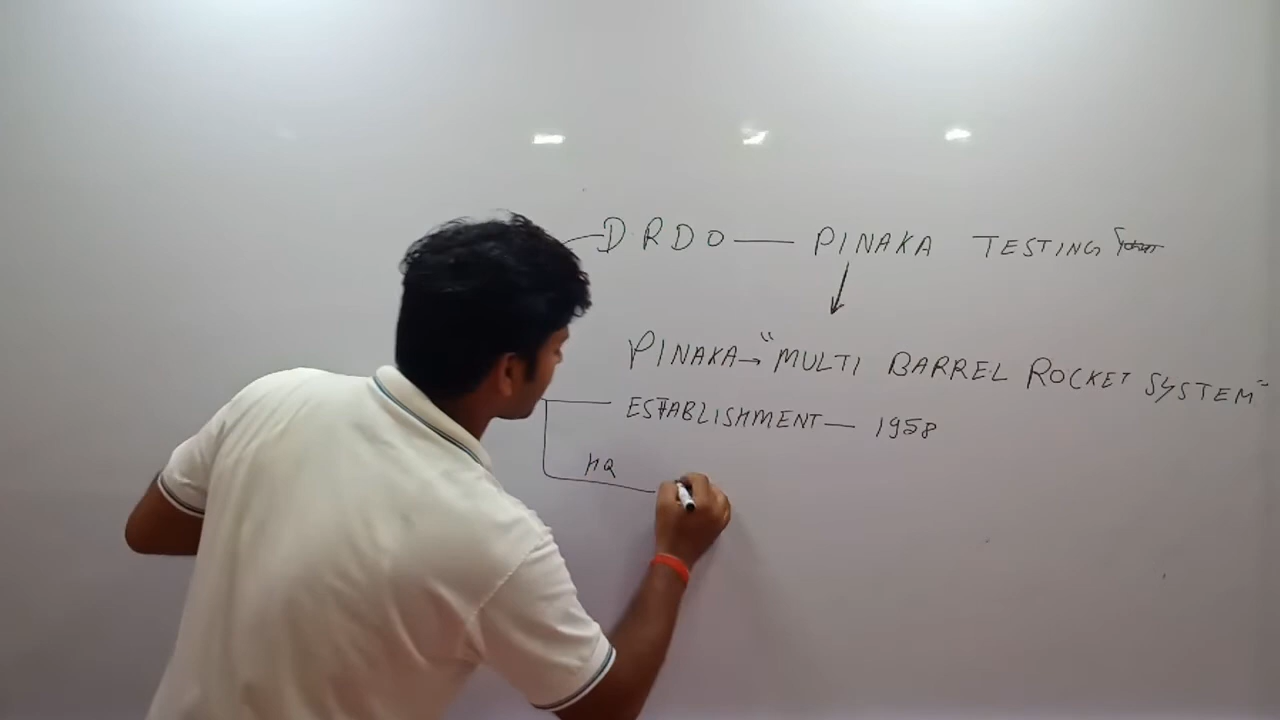 DRDO — PINAKA TESTING
PINAKA → "MULTI BARREL ROCKET SYSTEM"
ESTABLISHMENT — 1958
HQ